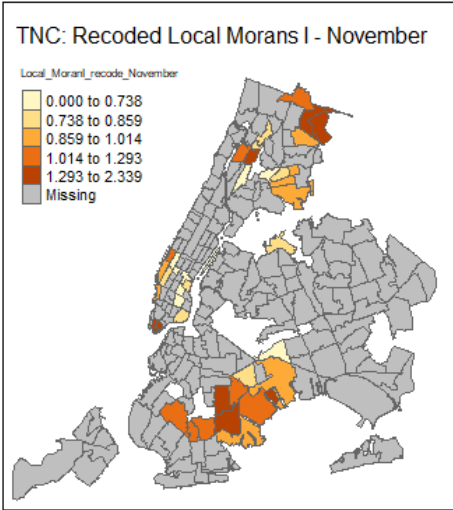 TNC: Recoded Local Morans I - November
Local_MoranI_recode_November
0.000 to 0.738
0.738 to 0.859
0.859 to 1.014
1.014 to 1.293
1.293 to 2.339
Missing